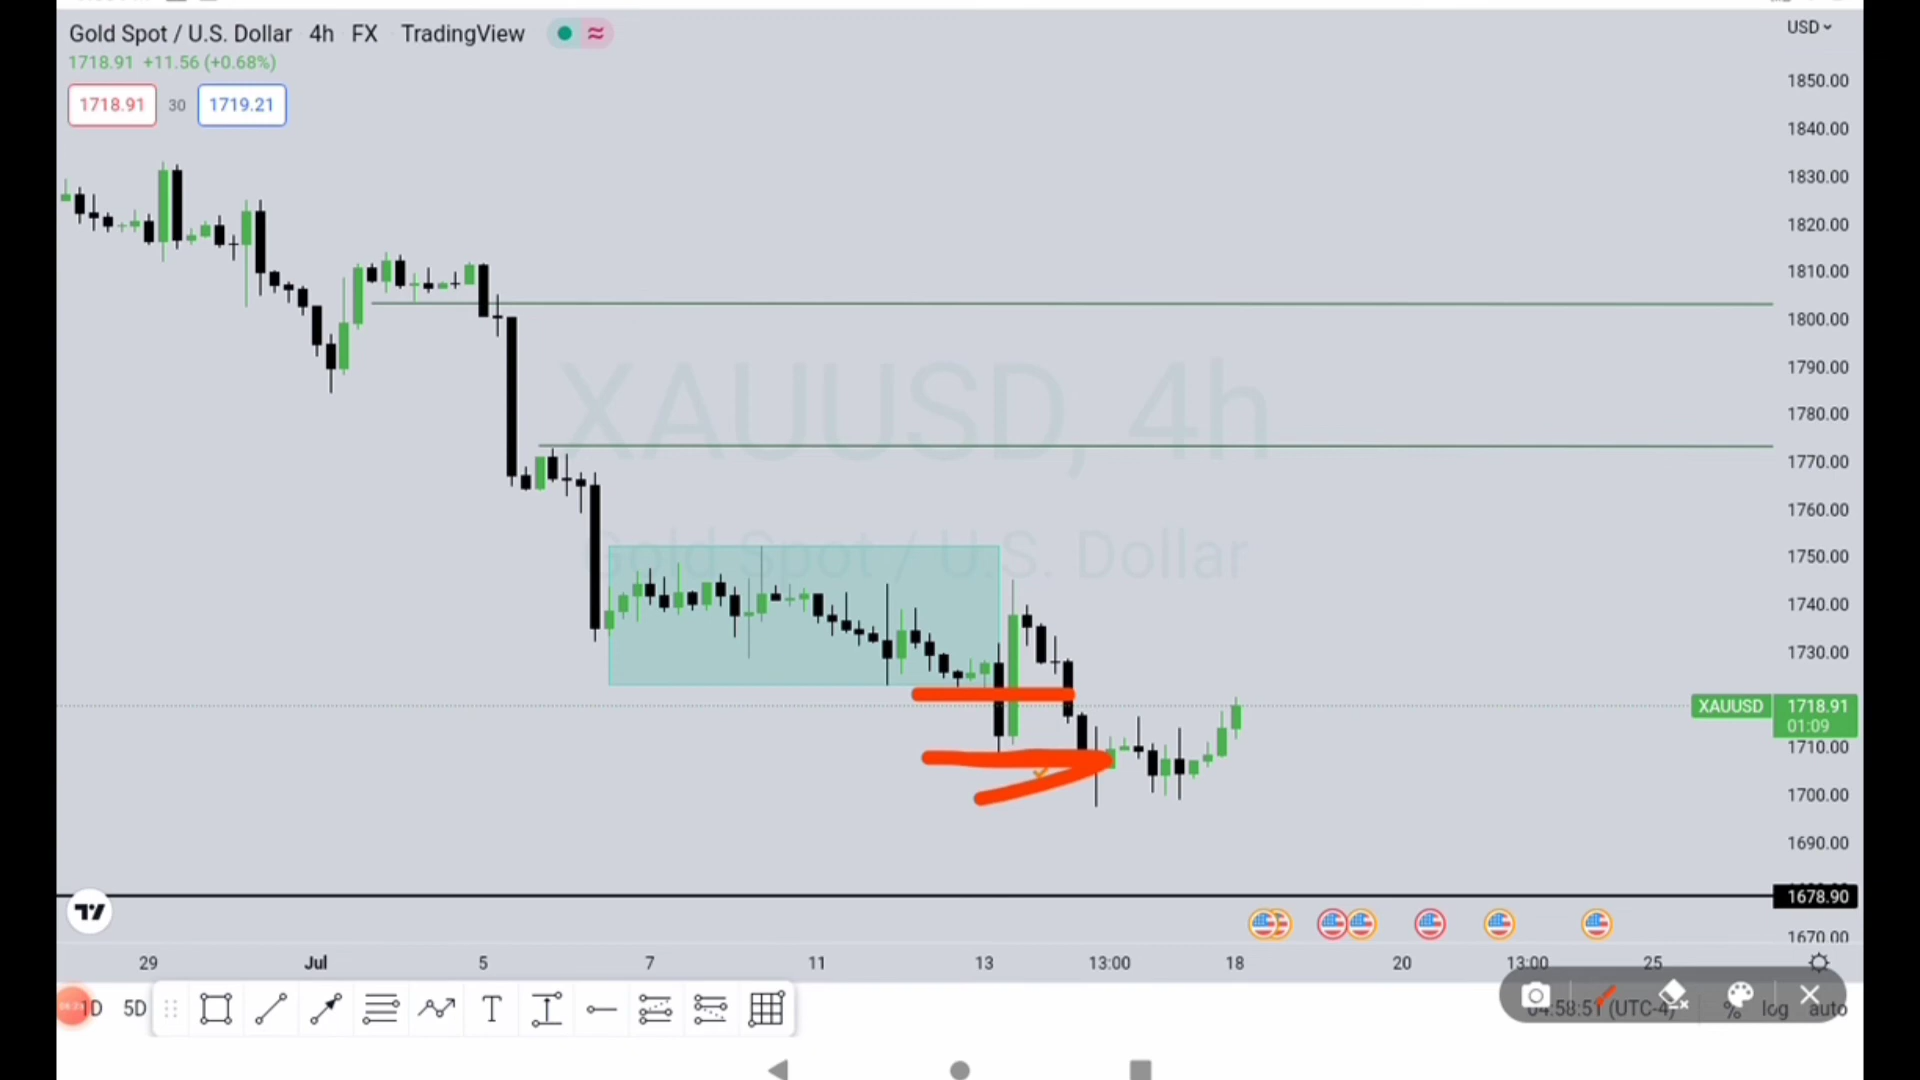 Gold Spot / U.S. Dollar 4h FX TradingView
1718.91 +11.56 (+0.68%)
1718.91 30 1719.21
USD
1850.00
1840.00
1830.00
1820.00
1810.00
1800.00
1790.00
1780.00
1770.00
1760.00
1750.00
1740.00
1730.00
XAUUSD 1718.91
01:09
1710.00
1700.00
1690.00
1678.90
1670.00
XAUUSD, 4h
Gold Spot / U.S. Dollar
29 Jul 5 7 11 13 13:00 18 20 13:00 25
1D 5D T 04:58:51 (UTC-4) % log auto